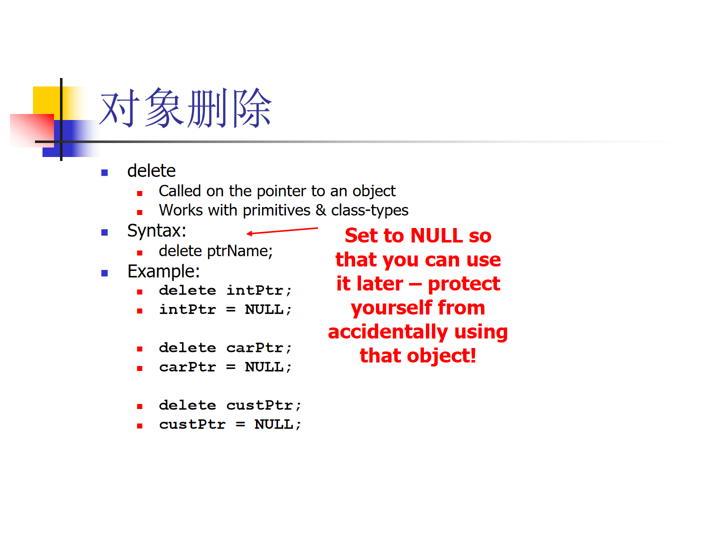 对象删除
delete
Called on the pointer to an object
Works with primitives & class-types
Syntax:
delete ptrName;
Example:
delete intPtr;
intPtr = NULL;
delete carPtr;
carPtr = NULL;
delete custPtr;
custPtr = NULL;
Set to NULL so
that you can use
it later – protect
yourself from
accidentally using
that object!